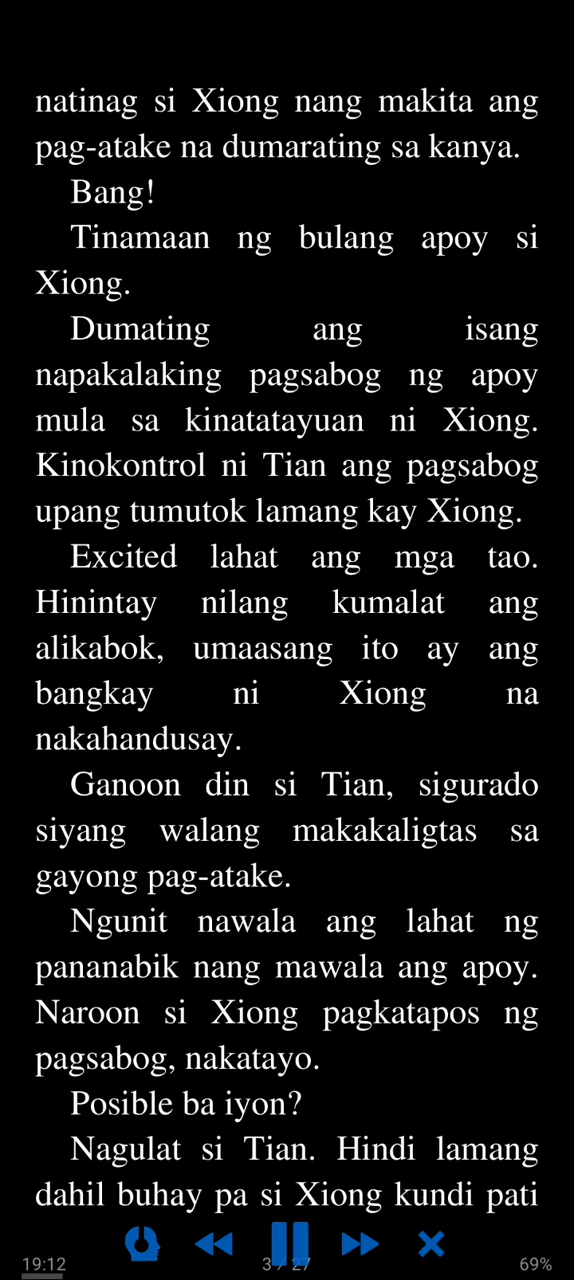 natinag si Xiong nang makita ang
pag-atake na dumarating sa kanya.
Bang!
Tinamaan ng bulang apoy si
Xiong.
Dumating ang isang
napakalaking pagsabog ng apoy
mula sa kinatatayuan ni Xiong.
Kinokontrol ni Tian ang pagsabog
upang tumutok lamang kay Xiong.
Excited lahat ang mga tao.
Hinintay nilang kumalat ang
alikabok, umaasang ito ay ang
bangkay ni Xiong na
nakahandusay.
Ganoon din si Tian, sigurado
siyang walang makakaligtas sa
gayong pag-atake.
Ngunit nawala ang lahat ng
pananabik nang mawala ang apoy.
Naroon si Xiong pagkatapos ng
pagsabog, nakatayo.
Posible ba iyon?
Nagulat si Tian. Hindi lamang
dahil buhay pa si Xiong kundi pati
19:12 3 / 27 69%